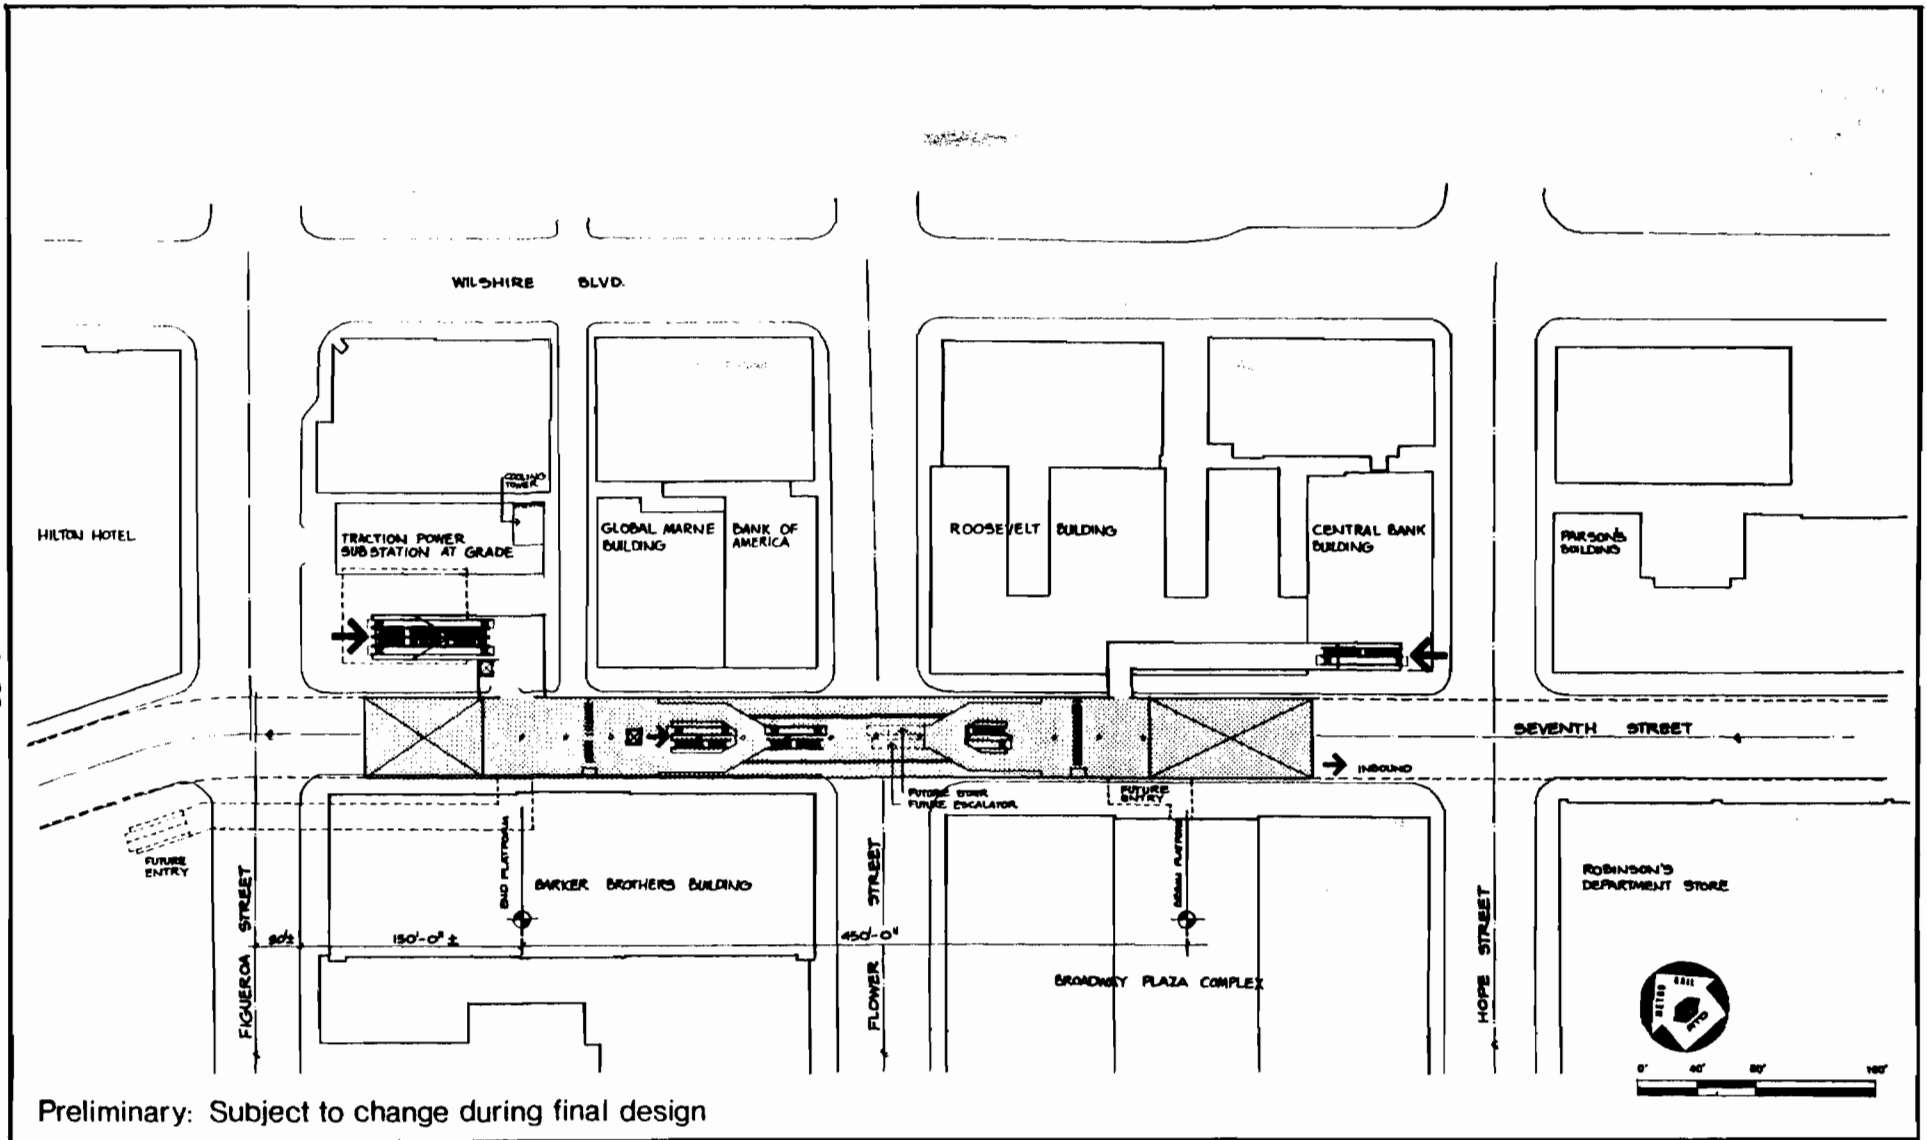 WILSHIRE BLVD.
COOLING
TOWER
HILTON HOTEL
TRACTION POWER
SUBSTATION AT GRADE
GLOBAL MARNE
BUILDING
BANK OF
AMERICA
ROOSEVELT BUILDING
CENTRAL BANK
BUILDING
PARSON'S
BUILDING
SEVENTH STREET
INBOUND
FUTURE STAIR
FUTURE ESCALATOR
FUTURE
ENTRY
FUTURE
ENTRY
END PLATFORM
BARKER BROTHERS BUILDING
BEGIN PLATFORM
ROBINSON'S
DEPARTMENT STORE
FIGUEROA STREET
FLOWER STREET
HOPE STREET
150'-0" ±
450'-0"
BROADWAY PLAZA COMPLEX
METRO RAIL
RTD
0' 40' 80' 160'
Preliminary: Subject to change during final design